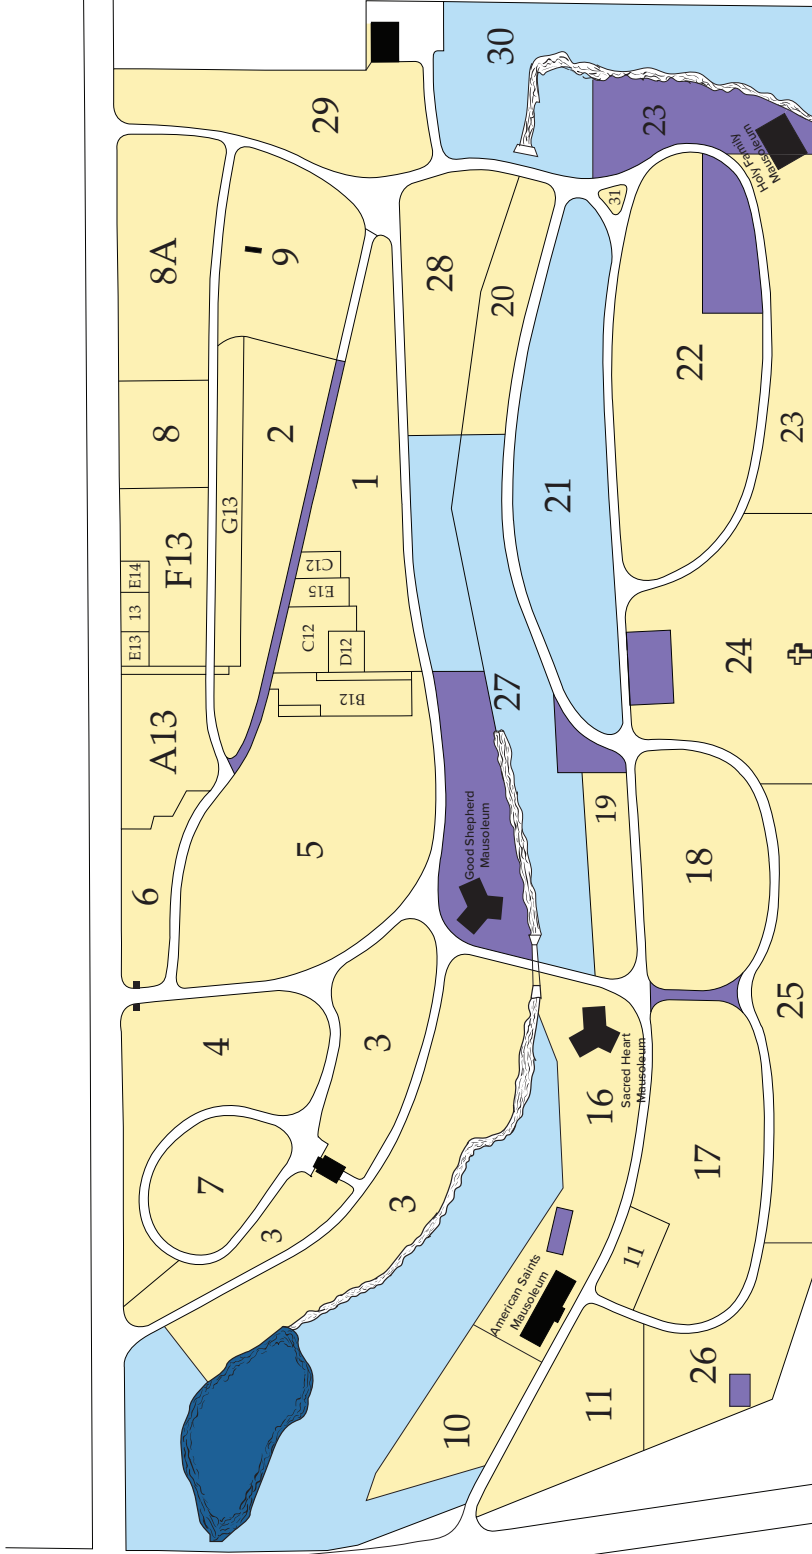 30
29
23
Holy Family
Mausoleum
31
8A
9
28
20
22
23
8
2
1
21
G13
F13
E14
13
E13
C12
E15
C12
D12
B12
24
27
A13
Good Shepherd
Mausoleum
19
5
18
6
25
4
3
16
Sacred Heart
Mausoleum
7
3
3
17
11
American Saints
Mausoleum
26
10
11